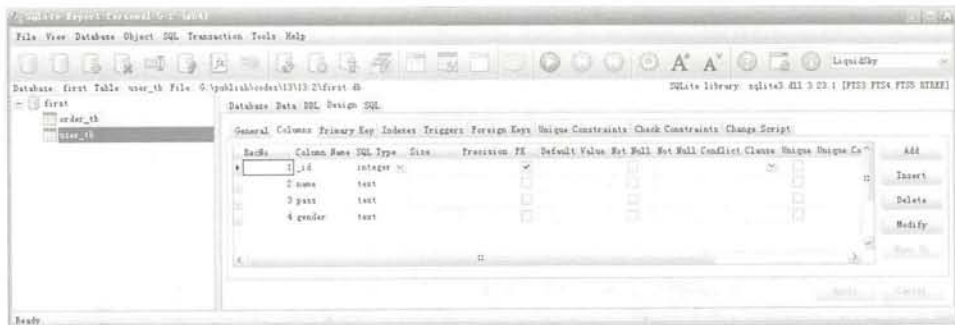 SQLite Expert Personal
File View Database Object SQL Transaction Tools Help
LiquidSky
Database: first Table: user_tb File: G:\publish\codes\13\13.2\first.db
SQLite library: sqlite3.dll 3.23.1 [FTS3 FTS4 FTS5 RTREE]
first
order_tb
user_tb
Database Data DDL Design SQL
General Columns Primary Key Indexes Triggers Foreign Keys Unique Constraints Check Constraints Change Script
RecNo Column Name SQL Type Size Precision PK Default Value Not Null Not Null Conflict Clause Unique Unique Co
1 _id integer
2 name text
3 pass text
4 gender text
Add
Insert
Delete
Modify
Apply Cancel
Ready